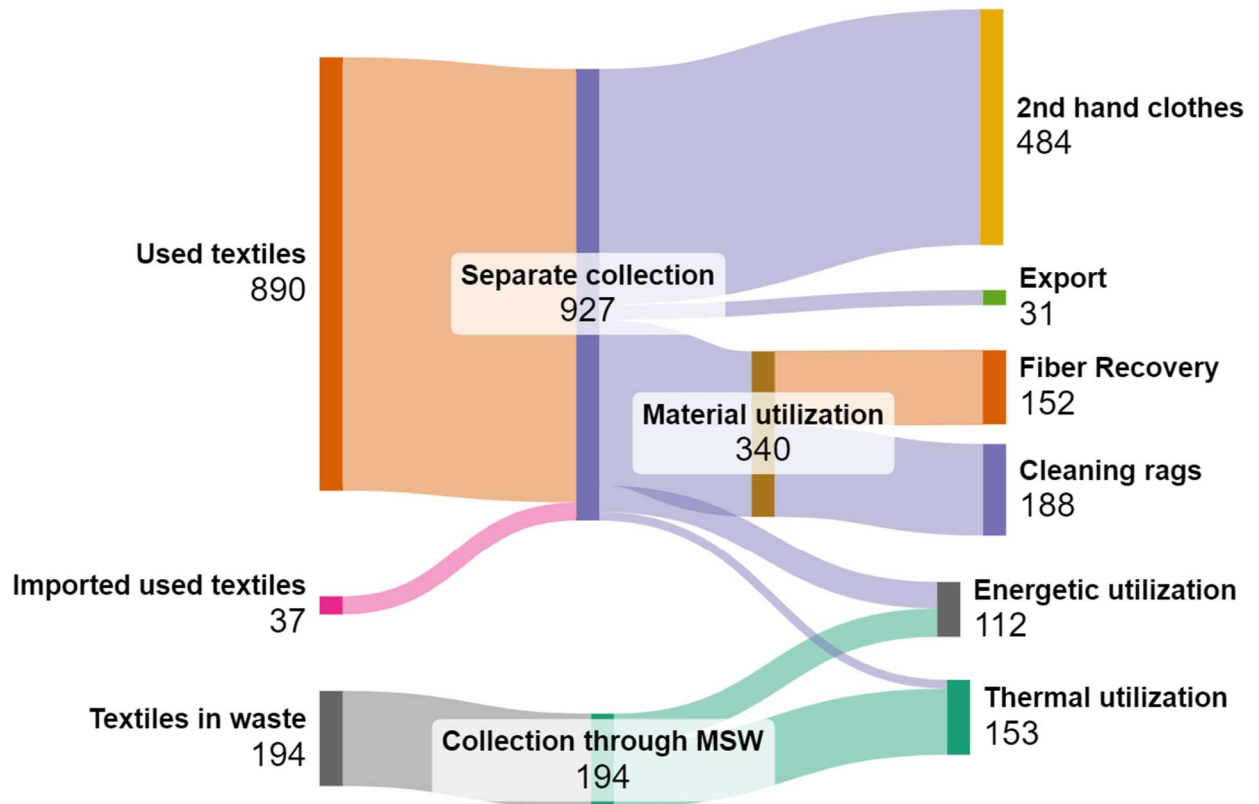 Used textiles
890
Imported used textiles
37
Textiles in waste
194
Separate collection
927
Material utilization
340
Collection through MSW
194
2nd hand clothes
484
Export
31
Fiber Recovery
152
Cleaning rags
188
Energetic utilization
112
Thermal utilization
153